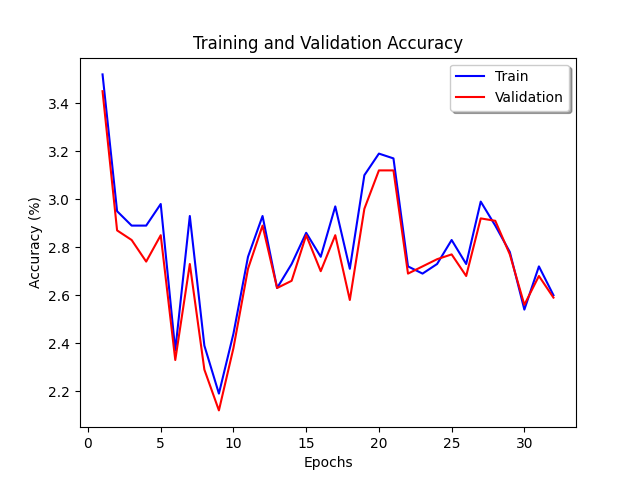 Training and Validation Accuracy
Train
Validation
Accuracy (%)
3.4
3.2
3.0
2.8
2.6
2.4
2.2
0
5
10
15
20
25
30
Epochs